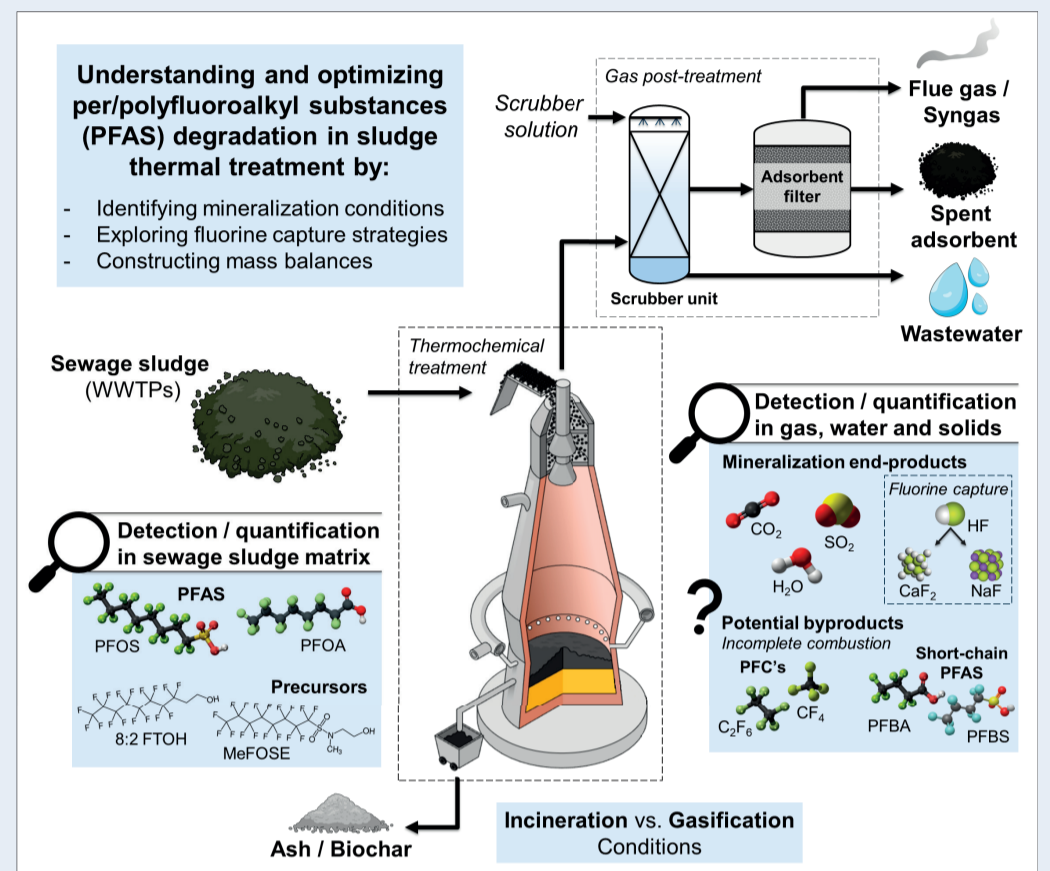 Understanding and optimizing
per/polyfluoroalkyl substances
(PFAS) degradation in sludge
thermal treatment by:
- Identifying mineralization conditions
- Exploring fluorine capture strategies
- Constructing mass balances
Gas post-treatment
Scrubber
solution
Adsorbent
filter
Scrubber unit
Flue gas /
Syngas
Spent
adsorbent
Wastewater
Sewage sludge
(WWTPs)
Thermochemical
treatment
Detection / quantification
in sewage sludge matrix
PFAS
PFOS
PFOA
Precursors
F F F F F F F F
F F F F F F F F F
OH
8:2 FTOH
F F F F F F F F
F F F F F F F F F
O
S
O
N
CH₃
OH
MeFOSE
Detection / quantification
in gas, water and solids
Mineralization end-products
CO₂
SO₂
H₂O
Fluorine capture
HF
CaF₂
NaF
?
Potential byproducts
Incomplete combustion
PFC's
C₂F₆
CF₄
Short-chain
PFAS
PFBA
PFBS
Ash / Biochar
Incineration vs. Gasification
Conditions